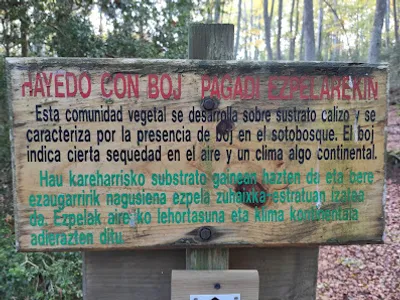 HAYEDO CON BOJ PAGADI EZPELAREKIN
Esta comunidad vegetal se desarrolla sobre sustrato calizo y se
caracteriza por la presencia de boj en el sotobosque. El boj
indica cierta sequedad en el aire y un clima algo continental.
Hau kareharrisko substrato gainean hazten da eta bere
ezaugarririk nagusiena ezpela zuhaixka estratuan izatea
da. Ezpelak aireko lehortasuna eta klima kontinentala
adierazten ditu.